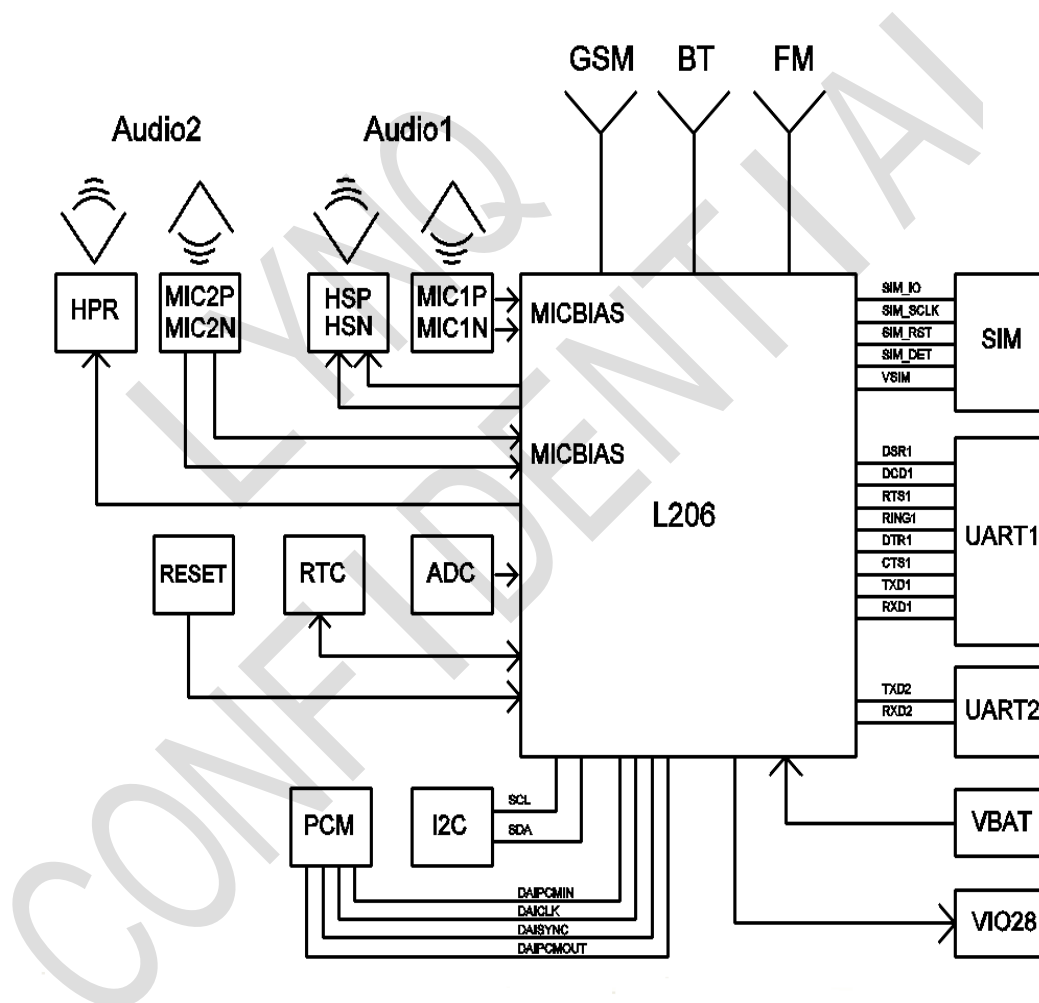 GSM BT FM
Audio2 Audio1
HPR
MIC2P
MIC2N
HSP
HSN
MIC1P
MIC1N
MICBIAS
MICBIAS
L206
SIM_IO
SIM_SCLK
SIM_RST
SIM_DET
VSIM
SIM
DSR1
DCD1
RTS1
RING1
DTR1
CTS1
TXD1
RXD1
UART1
RESET
RTC
ADC
TXD2
RXD2
UART2
PCM
I2C
SCL
SDA
VBAT
DAIPCMIN
DAICLK
DAISYNC
DAIPCMOUT
VIO28
LYNQ
CONFIDENTIAL